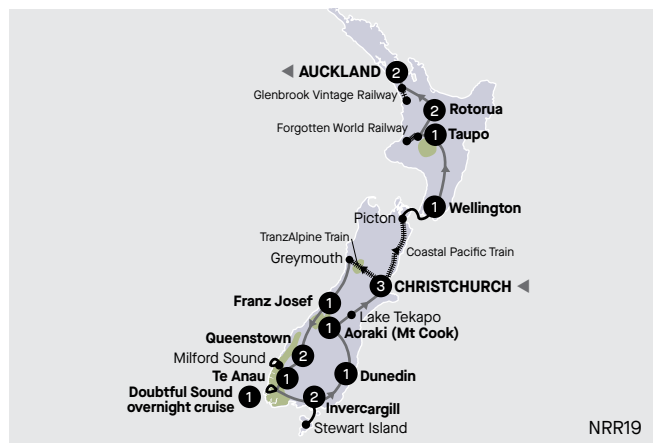 AUCKLAND 2
Glenbrook Vintage Railway
2 Rotorua
Forgotten World Railway
1 Taupo
1 Wellington
Picton
TranzAlpine Train
Coastal Pacific Train
Greymouth
3 CHRISTCHURCH
Franz Josef 1
Lake Tekapo
1 Aoraki (Mt Cook)
Queenstown 2
Milford Sound
Te Anau 1
1 Dunedin
Doubtful Sound
overnight cruise 1
2 Invercargill
Stewart Island
NRR19